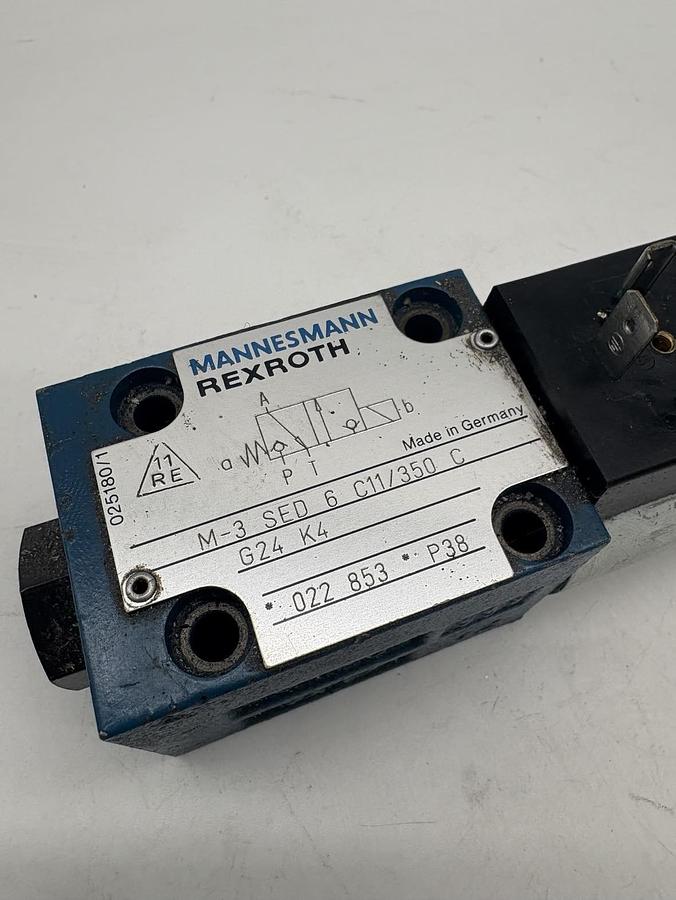 MANNESMANN
REXROTH
A
b
a
P T
Made in Germany
11
RE
025180/1
M-3 SED 6 C11/350 C
G24 K4
* 022 853 * P38